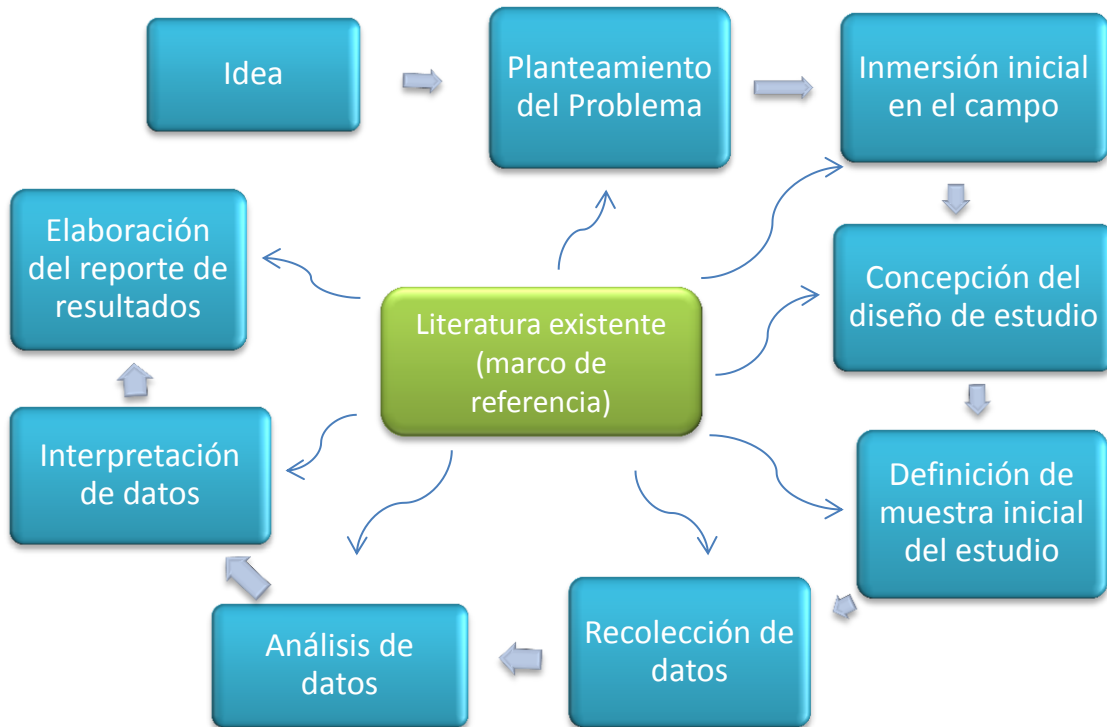 Idea
Planteamiento
del Problema
Inmersión inicial
en el campo
Concepción del
diseño de estudio
Definición de
muestra inicial
del estudio
Recolección de
datos
Análisis de
datos
Interpretación
de datos
Elaboración
del reporte de
resultados
Literatura existente
(marco de
referencia)